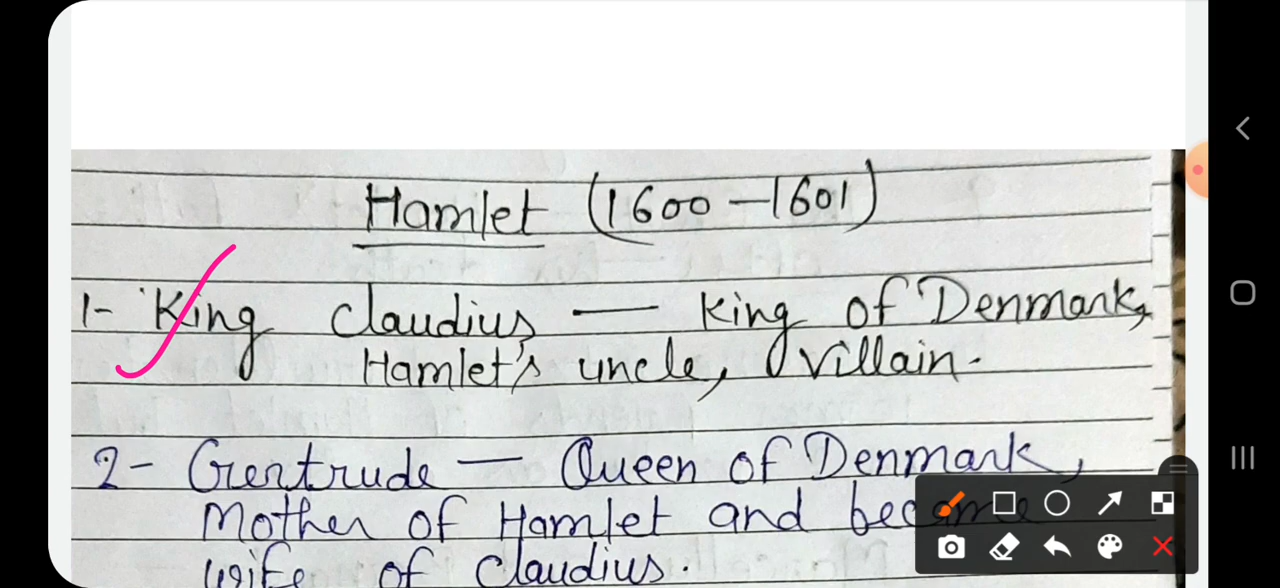 Hamlet (1600-1601)
1- King Claudius — King of Denmark,
Hamlet's uncle, Villain.
2- Gertrude — Queen of Denmark,
Mother of Hamlet and became
wife of Claudius.